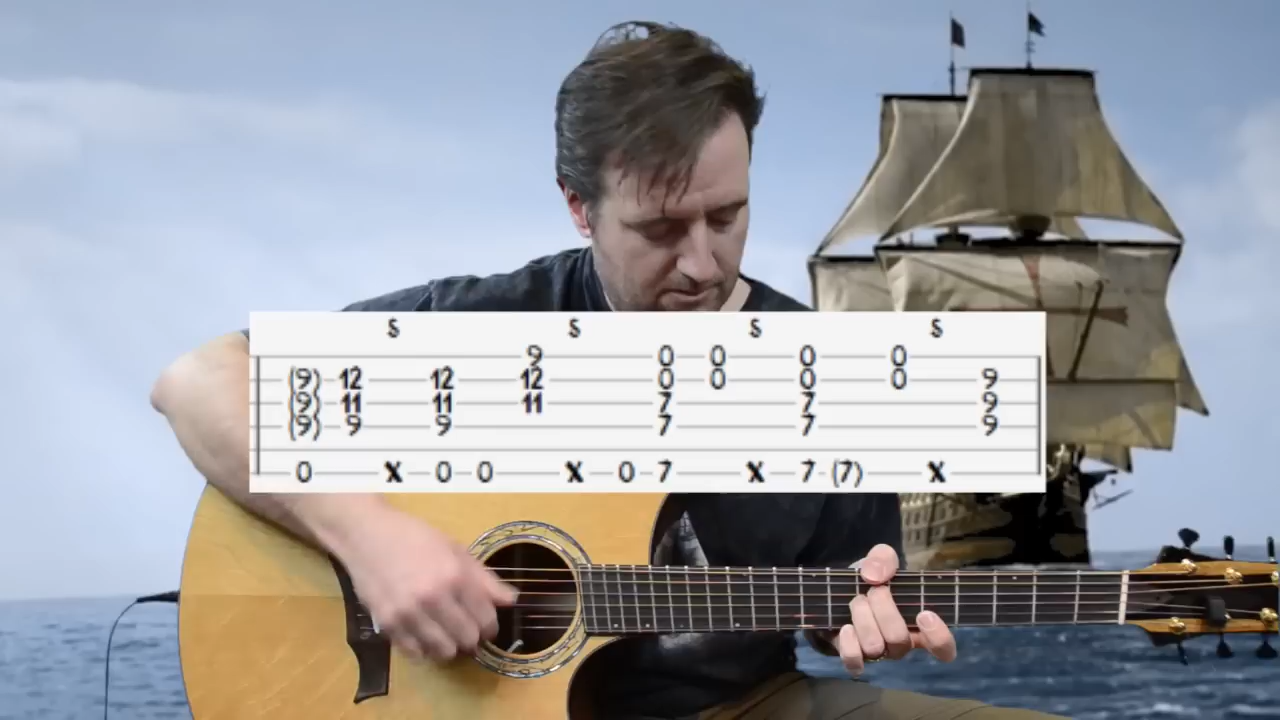 S S S S
9 0 0 0 0
(9) 12 12 12 0 0 0 0 9
(9) 11 11 11 7 7 9
(9) 9 9 7 7 9
0 X 0 0 X 0 7 X 7 (7) X